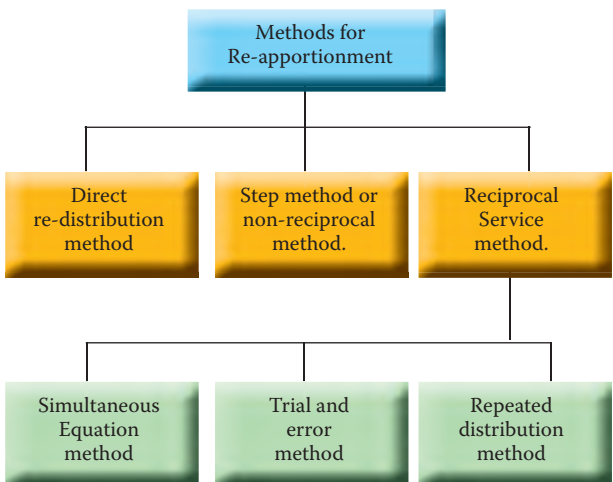 Methods for
Re-apportionment
Direct
re-distribution
method
Step method or
non-reciprocal
method.
Reciprocal
Service
method.
Simultaneous
Equation
method
Trial and
error
method
Repeated
distribution
method